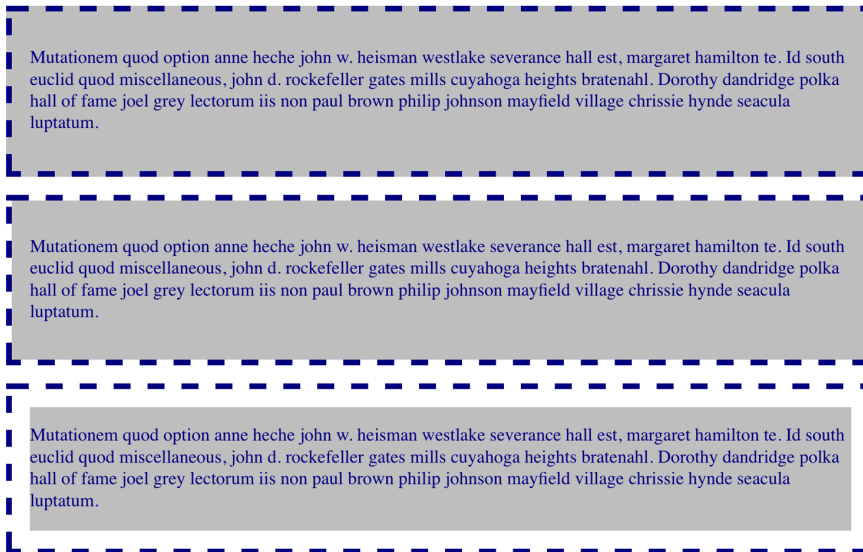 Mutationem quod option anne heche john w. heisman westlake severance hall est, margaret hamilton te. Id south
euclid quod miscellaneous, john d. rockefeller gates mills cuyahoga heights bratenahl. Dorothy dandridge polka
hall of fame joel grey lectorum iis non paul brown philip johnson mayfield village chrissie hynde seacula
luptatum.
Mutationem quod option anne heche john w. heisman westlake severance hall est, margaret hamilton te. Id south
euclid quod miscellaneous, john d. rockefeller gates mills cuyahoga heights bratenahl. Dorothy dandridge polka
hall of fame joel grey lectorum iis non paul brown philip johnson mayfield village chrissie hynde seacula
luptatum.
Mutationem quod option anne heche john w. heisman westlake severance hall est, margaret hamilton te. Id south
euclid quod miscellaneous, john d. rockefeller gates mills cuyahoga heights bratenahl. Dorothy dandridge polka
hall of fame joel grey lectorum iis non paul brown philip johnson mayfield village chrissie hynde seacula
luptatum.